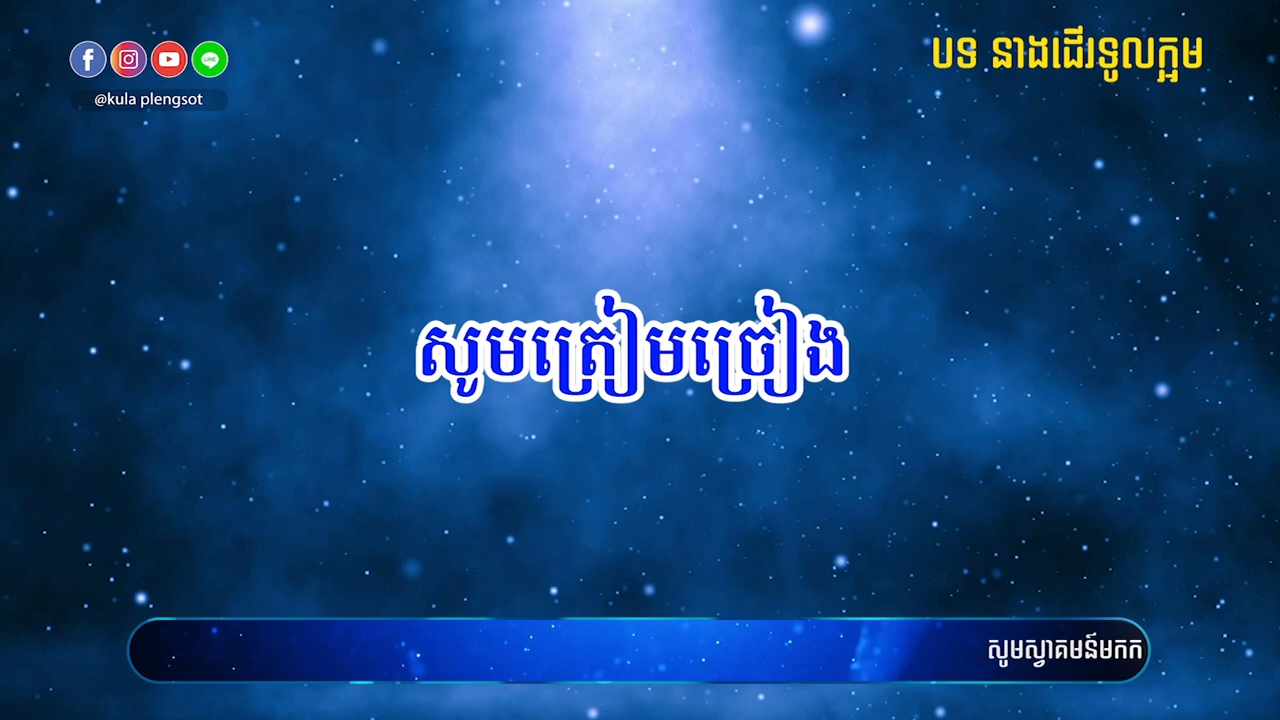 @kula plengsot
បទ នាងដើរទូលក្អម
សូមត្រៀមច្រៀង
សូមស្វាគមន៍មកក